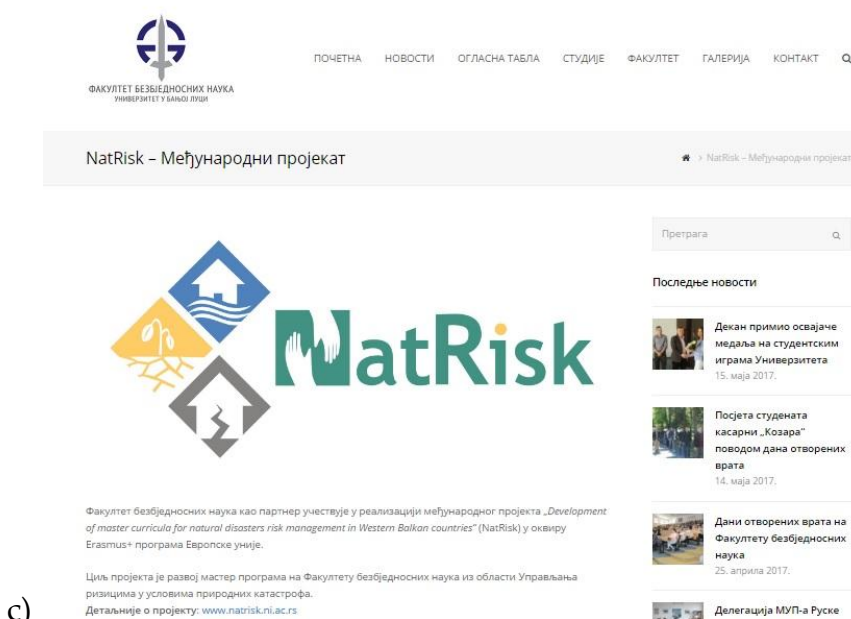 ФАКУЛТЕТ БЕЗБЈЕДНОСНИХ НАУКА
УНИВЕРЗИТЕТ У БАЊОЈ ЛУЦИ
ПОЧЕТНА НОВОСТИ ОГЛАСНА ТАБЛА СТУДИЈЕ ФАКУЛТЕТ ГАЛЕРИЈА КОНТАКТ
NatRisk – Међународни пројекат
> NatRisk – Међународни пројекат
NatRisk
Факултет безбједносних наука као партнер учествује у реализацији међународног пројекта „Development
of master curricula for natural disasters risk management in Western Balkan countries” (NatRisk) у оквиру
Erasmus+ програма Европске уније.
Циљ пројекта је развој мастер програма на Факултету безбједносних наука из области Управљања
ризицима у условима природних катастрофа.
Детаљније о пројекту: www.natrisk.ni.ac.rs
Претрага
Последње новости
Декан примио освајаче
медаља на студентским
играма Универзитета
15. маја 2017.
Посјета студената
касарни „Козара”
поводом дана отворених
врата
14. маја 2017.
Дани отворених врата на
Факултету безбједносних
наука
25. априла 2017.
Делегација МУП-а Руске
c)